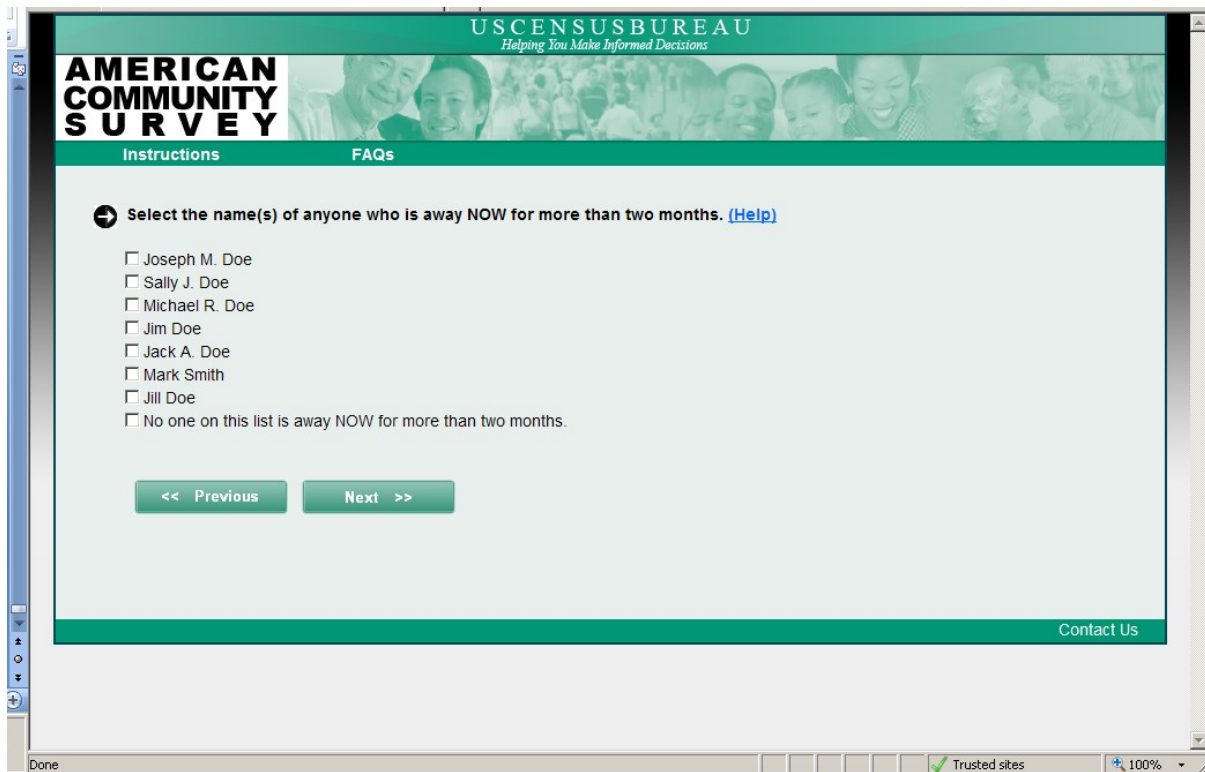 USCENSUSBUREAU
Helping You Make Informed Decisions
AMERICAN
COMMUNITY
SURVEY
Instructions FAQs
Select the name(s) of anyone who is away NOW for more than two months. (Help)
Joseph M. Doe
Sally J. Doe
Michael R. Doe
Jim Doe
Jack A. Doe
Mark Smith
Jill Doe
No one on this list is away NOW for more than two months.
<< Previous Next >>
Contact Us
Done Trusted sites 100%